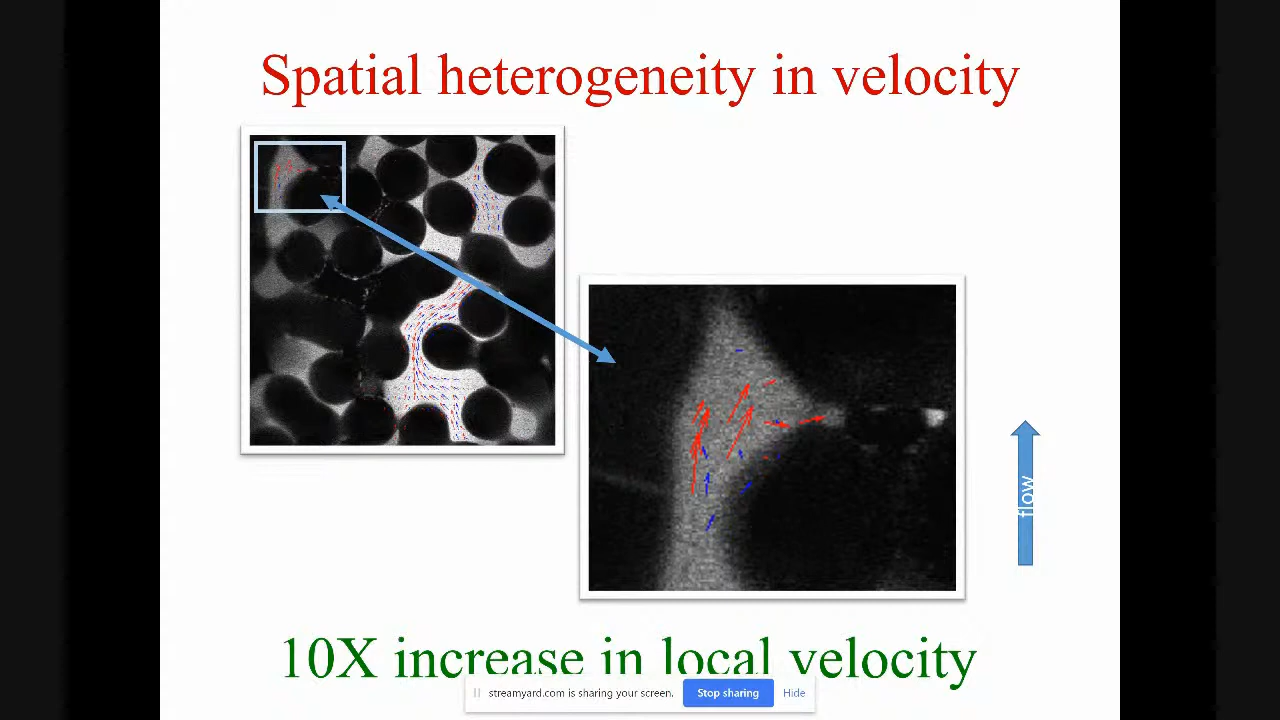 Spatial heterogeneity in velocity
flow
10X increase in local velocity
streamyard.com is sharing your screen.
Stop sharing
Hide